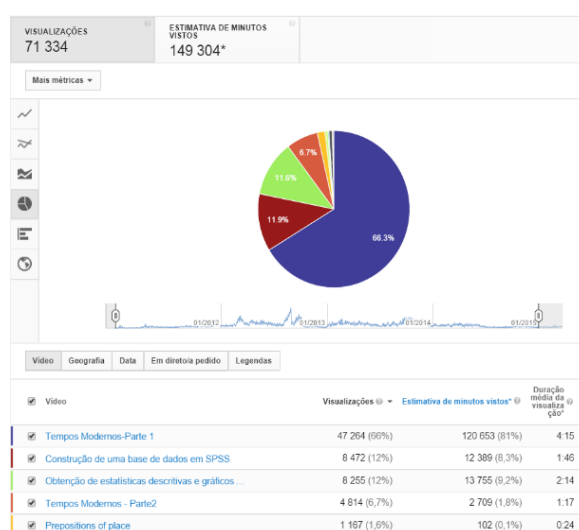 VISUALIZAÇÕES
71 334
ESTIMATIVA DE MINUTOS
VISTOS
149 304*
Mais métricas
6.7%
11.6%
11.9%
66.3%
01/2012
01/2013
01/2014
01/2015
Vídeo
Geografia
Data
Em direto/a pedido
Legendas
Vídeo
Visualizações
Estimativa de minutos vistos*
Duração
média da
visualiza
ção*
Tempos Modernos-Parte 1
47 264 (66%)
120 653 (81%)
4:15
Construção de uma base de dados em SPSS
8 472 (12%)
12 389 (8,3%)
1:46
Obtenção de estatísticas descritivas e gráficos ...
8 255 (12%)
13 755 (9,2%)
2:14
Tempos Modernos - Parte2
4 814 (6,7%)
2 709 (1,8%)
1:17
Prepositions of place
1 167 (1,6%)
102 (0,1%)
0:24